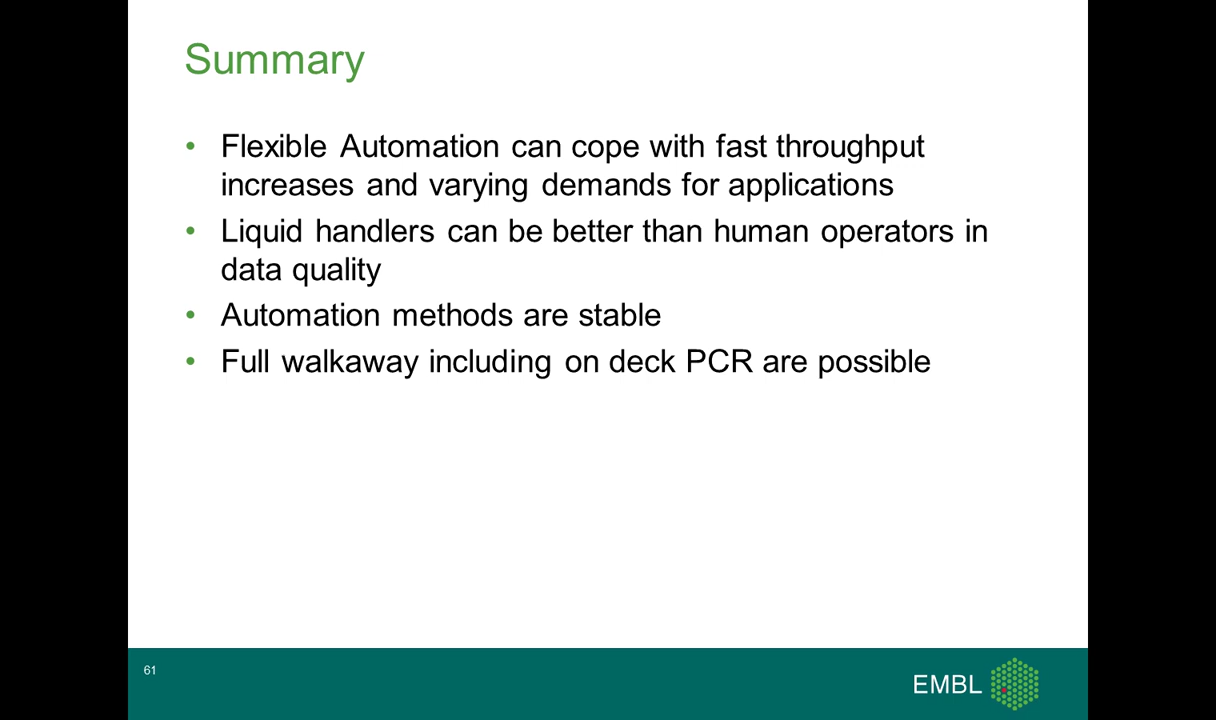 Summary
• Flexible Automation can cope with fast throughput
increases and varying demands for applications
• Liquid handlers can be better than human operators in
data quality
• Automation methods are stable
• Full walkaway including on deck PCR are possible
61
EMBL